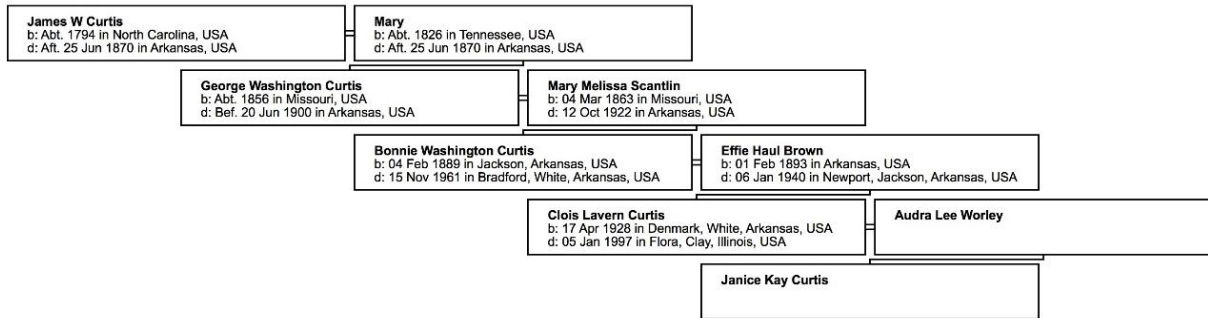 James W Curtis
b: Abt. 1794 in North Carolina, USA
d: Aft. 25 Jun 1870 in Arkansas, USA
Mary
b: Abt. 1826 in Tennessee, USA
d: Aft. 25 Jun 1870 in Arkansas, USA
George Washington Curtis
b: Abt. 1856 in Missouri, USA
d: Bef. 20 Jun 1900 in Arkansas, USA
Mary Melissa Scantlin
b: 04 Mar 1863 in Missouri, USA
d: 12 Oct 1922 in Arkansas, USA
Bonnie Washington Curtis
b: 04 Feb 1889 in Jackson, Arkansas, USA
d: 15 Nov 1961 in Bradford, White, Arkansas, USA
Effie Haul Brown
b: 01 Feb 1893 in Arkansas, USA
d: 06 Jan 1940 in Newport, Jackson, Arkansas, USA
Clois Lavern Curtis
b: 17 Apr 1928 in Denmark, White, Arkansas, USA
d: 05 Jan 1997 in Flora, Clay, Illinois, USA
Audra Lee Worley
Janice Kay Curtis